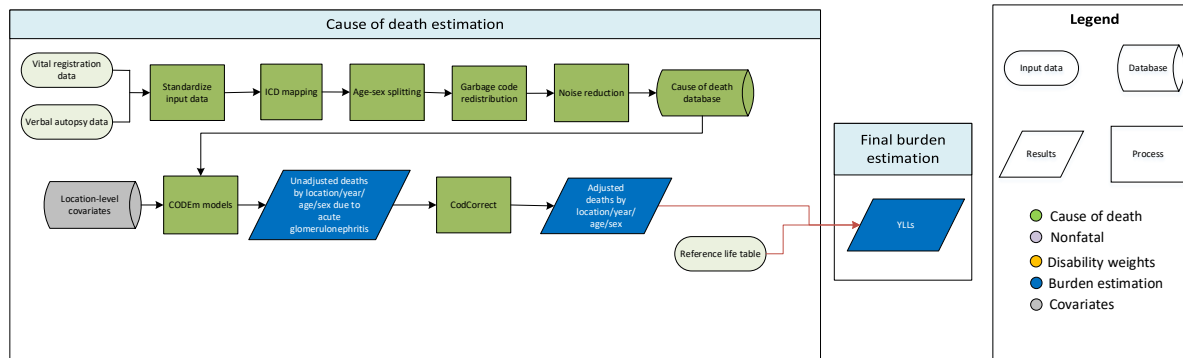 Cause of death estimation
Vital registration
data
Verbal autopsy data
Standardize
input data
ICD mapping
Age-sex splitting
Garbage code
redistribution
Noise reduction
Cause of death
database
Location-level
covariates
CODEm models
Unadjusted deaths
by location/year/
age/sex due to
acute
glomerulonephritis
CodCorrect
Adjusted
deaths by
location/year/
age/sex
Reference life table
Final burden
estimation
YLLs
Legend
Input data
Database
Results
Process
Cause of death
Nonfatal
Disability weights
Burden estimation
Covariates